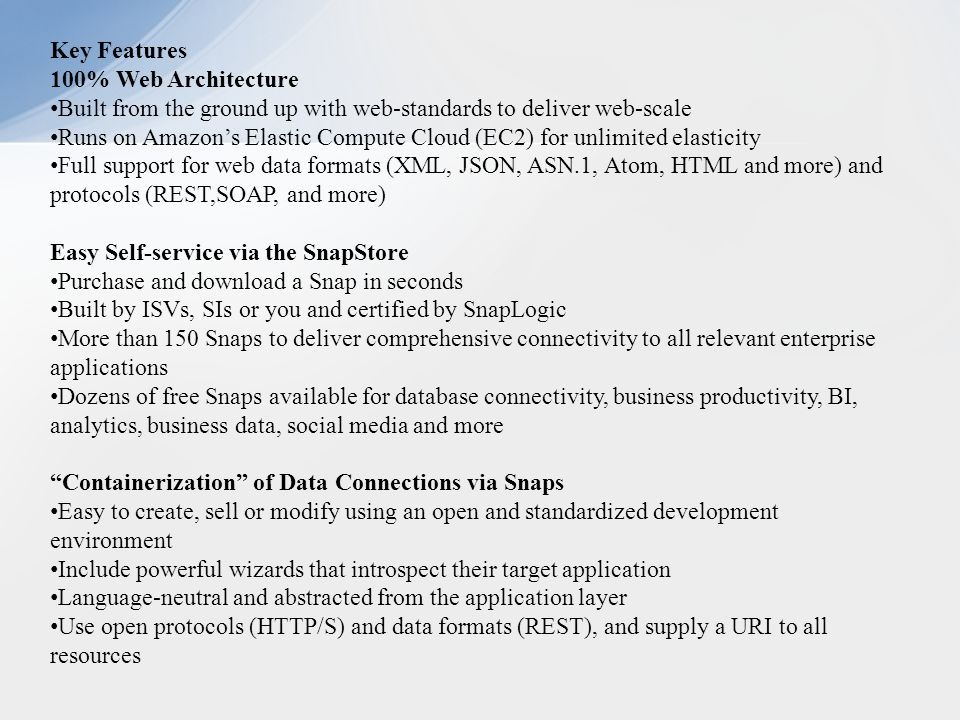 Key Features
100% Web Architecture
•Built from the ground up with web-standards to deliver web-scale
•Runs on Amazon’s Elastic Compute Cloud (EC2) for unlimited elasticity
•Full support for web data formats (XML, JSON, ASN.1, Atom, HTML and more) and
protocols (REST,SOAP, and more)
Easy Self-service via the SnapStore
•Purchase and download a Snap in seconds
•Built by ISVs, SIs or you and certified by SnapLogic
•More than 150 Snaps to deliver comprehensive connectivity to all relevant enterprise
applications
•Dozens of free Snaps available for database connectivity, business productivity, BI,
analytics, business data, social media and more
“Containerization” of Data Connections via Snaps
•Easy to create, sell or modify using an open and standardized development
environment
•Include powerful wizards that introspect their target application
•Language-neutral and abstracted from the application layer
•Use open protocols (HTTP/S) and data formats (REST), and supply a URI to all
resources